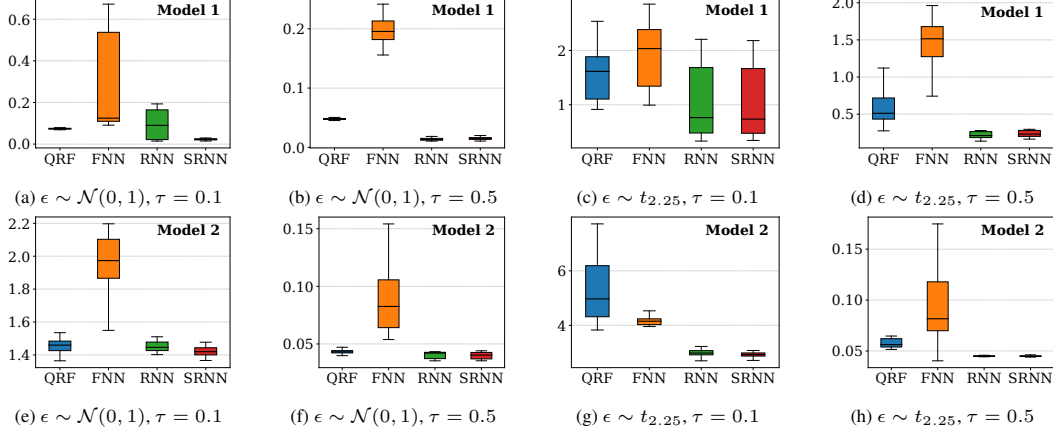 Model 1
0.6
0.4
0.2
0.0
QRF FNN RNN SRNN
(a) ϵ ∼ N(0, 1), τ = 0.1
Model 1
0.2
0.1
0.0
QRF FNN RNN SRNN
(b) ϵ ∼ N(0, 1), τ = 0.5
Model 1
2
1
QRF FNN RNN SRNN
(c) ϵ ∼ t2.25, τ = 0.1
Model 1
2.0
1.5
1.0
0.5
QRF FNN RNN SRNN
(d) ϵ ∼ t2.25, τ = 0.5
Model 2
2.2
2.0
1.8
1.6
1.4
QRF FNN RNN SRNN
(e) ϵ ∼ N(0, 1), τ = 0.1
Model 2
0.15
0.10
0.05
QRF FNN RNN SRNN
(f) ϵ ∼ N(0, 1), τ = 0.5
Model 2
6
4
QRF FNN RNN SRNN
(g) ϵ ∼ t2.25, τ = 0.1
Model 2
0.15
0.10
0.05
QRF FNN RNN SRNN
(h) ϵ ∼ t2.25, τ = 0.5